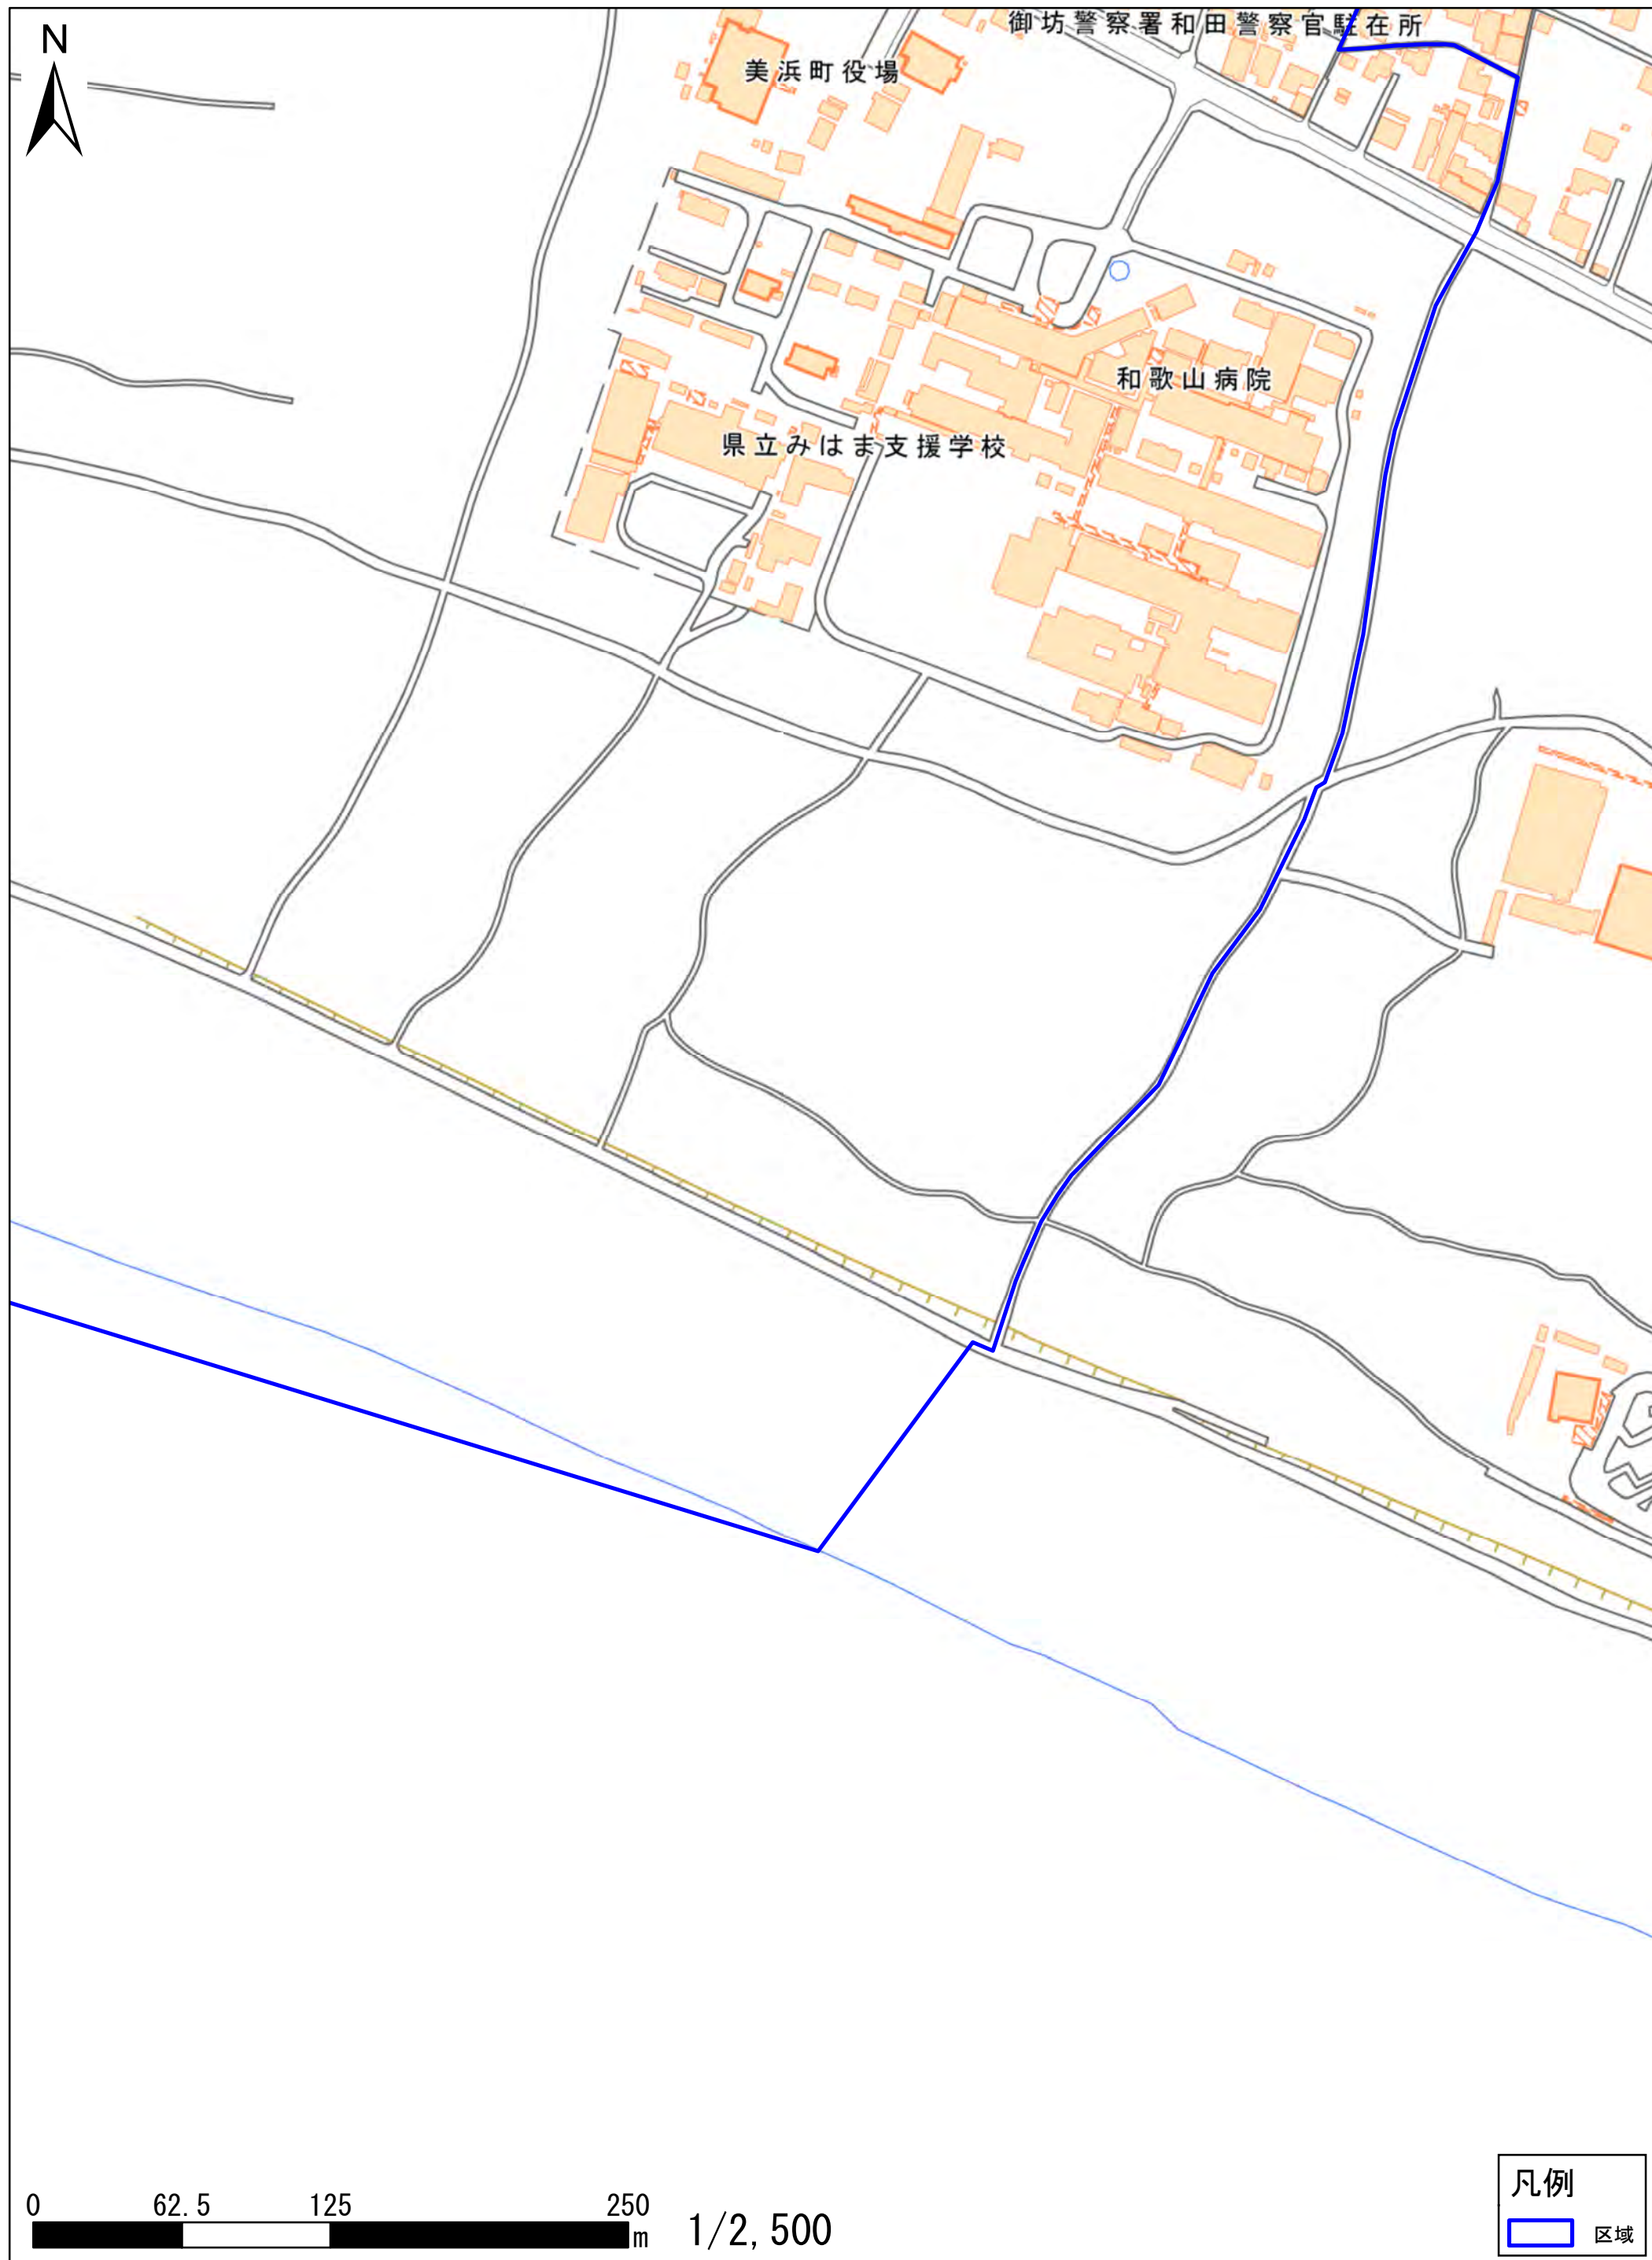 N
御坊警察署和田警察官駐在所
美浜町役場
和歌山病院
県立みはま支援学校
0 62.5 125 250
m 1/2,500
凡例
区域